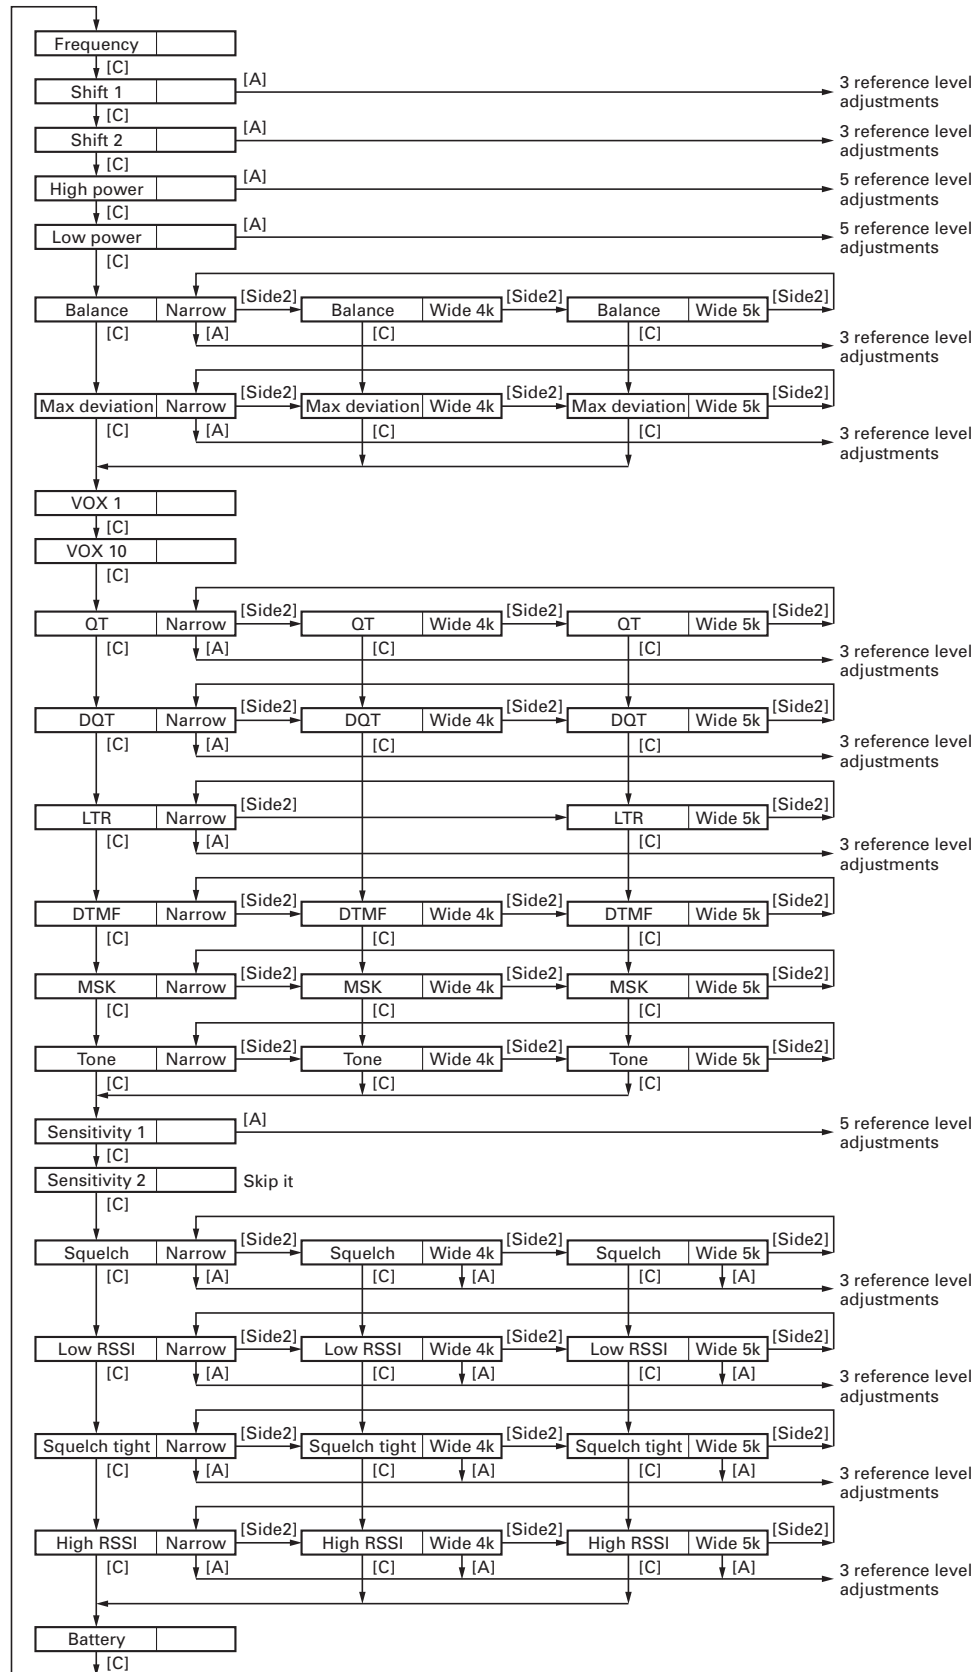 Frequency
[C]
Shift 1
[A]
3 reference level
adjustments
[C]
Shift 2
[A]
3 reference level
adjustments
[C]
High power
[A]
5 reference level
adjustments
[C]
Low power
[A]
5 reference level
adjustments
[C]
Balance Narrow [Side2] Balance Wide 4k [Side2] Balance Wide 5k [Side2]
[C] [A] [C] [C]
3 reference level
adjustments
Max deviation Narrow [Side2] Max deviation Wide 4k [Side2] Max deviation Wide 5k [Side2]
[C] [A] [C] [C]
3 reference level
adjustments
VOX 1
[C]
VOX 10
[C]
QT Narrow [Side2] QT Wide 4k [Side2] QT Wide 5k [Side2]
[C] [A] [C] [C]
3 reference level
adjustments
DQT Narrow [Side2] DQT Wide 4k [Side2] DQT Wide 5k [Side2]
[C] [A] [C] [C]
3 reference level
adjustments
LTR Narrow [Side2] LTR Wide 5k [Side2]
[C] [A] [C]
3 reference level
adjustments
DTMF Narrow [Side2] DTMF Wide 4k [Side2] DTMF Wide 5k [Side2]
[C] [C] [C]
MSK Narrow [Side2] MSK Wide 4k [Side2] MSK Wide 5k [Side2]
[C] [C] [C]
Tone Narrow [Side2] Tone Wide 4k [Side2] Tone Wide 5k [Side2]
[C] [C] [C]
Sensitivity 1
[A]
5 reference level
adjustments
[C]
Sensitivity 2 Skip it
[C]
Squelch Narrow [Side2] Squelch Wide 4k [Side2] Squelch Wide 5k [Side2]
[C] [A] [C] [A] [C] [A]
3 reference level
adjustments
Low RSSI Narrow [Side2] Low RSSI Wide 4k [Side2] Low RSSI Wide 5k [Side2]
[C] [A] [C] [A] [C] [A]
3 reference level
adjustments
Squelch tight Narrow [Side2] Squelch tight Wide 4k [Side2] Squelch tight Wide 5k [Side2]
[C] [A] [C] [A] [C] [A]
3 reference level
adjustments
High RSSI Narrow [Side2] High RSSI Wide 4k [Side2] High RSSI Wide 5k [Side2]
[C] [A] [C] [A] [C] [A]
3 reference level
adjustments
Battery
[C]